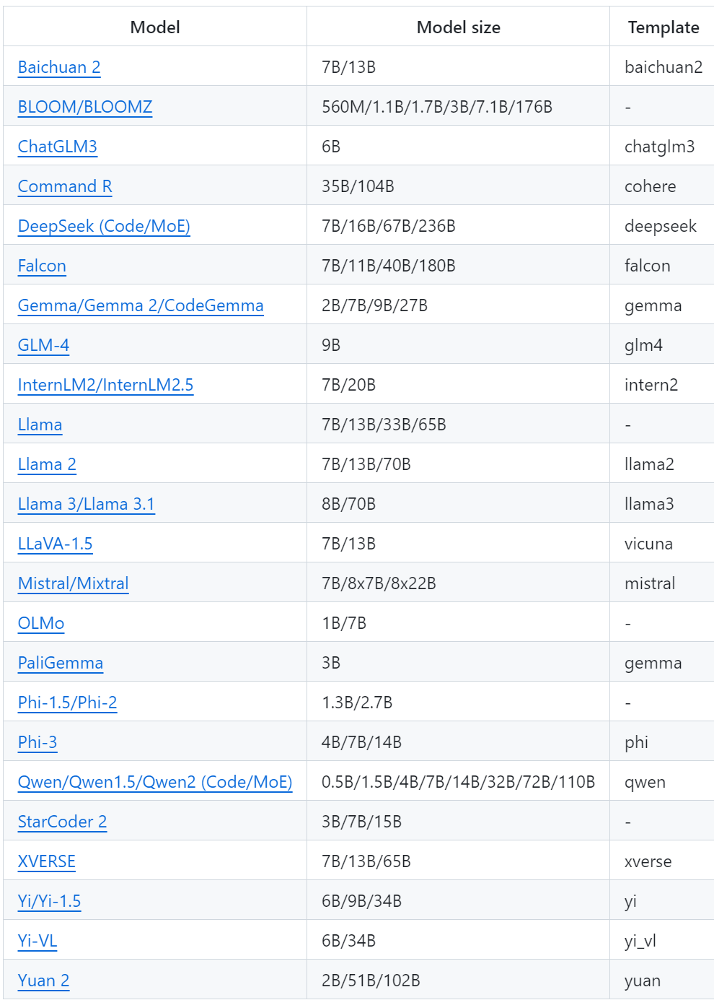 Model Model size Template
Baichuan 2 7B/13B baichuan2
BLOOM/BLOOMZ 560M/1.1B/1.7B/3B/7.1B/176B -
ChatGLM3 6B chatglm3
Command R 35B/104B cohere
DeepSeek (Code/MoE) 7B/16B/67B/236B deepseek
Falcon 7B/11B/40B/180B falcon
Gemma/Gemma 2/CodeGemma 2B/7B/9B/27B gemma
GLM-4 9B glm4
InternLM2/InternLM2.5 7B/20B intern2
Llama 7B/13B/33B/65B -
Llama 2 7B/13B/70B llama2
Llama 3/Llama 3.1 8B/70B llama3
LLaVA-1.5 7B/13B vicuna
Mistral/Mixtral 7B/8x7B/8x22B mistral
OLMo 1B/7B -
PaliGemma 3B gemma
Phi-1.5/Phi-2 1.3B/2.7B -
Phi-3 4B/7B/14B phi
Qwen/Qwen1.5/Qwen2 (Code/MoE) 0.5B/1.5B/4B/7B/14B/32B/72B/110B qwen
StarCoder 2 3B/7B/15B -
XVERSE 7B/13B/65B xverse
Yi/Yi-1.5 6B/9B/34B yi
Yi-VL 6B/34B yi_vl
Yuan 2 2B/51B/102B yuan